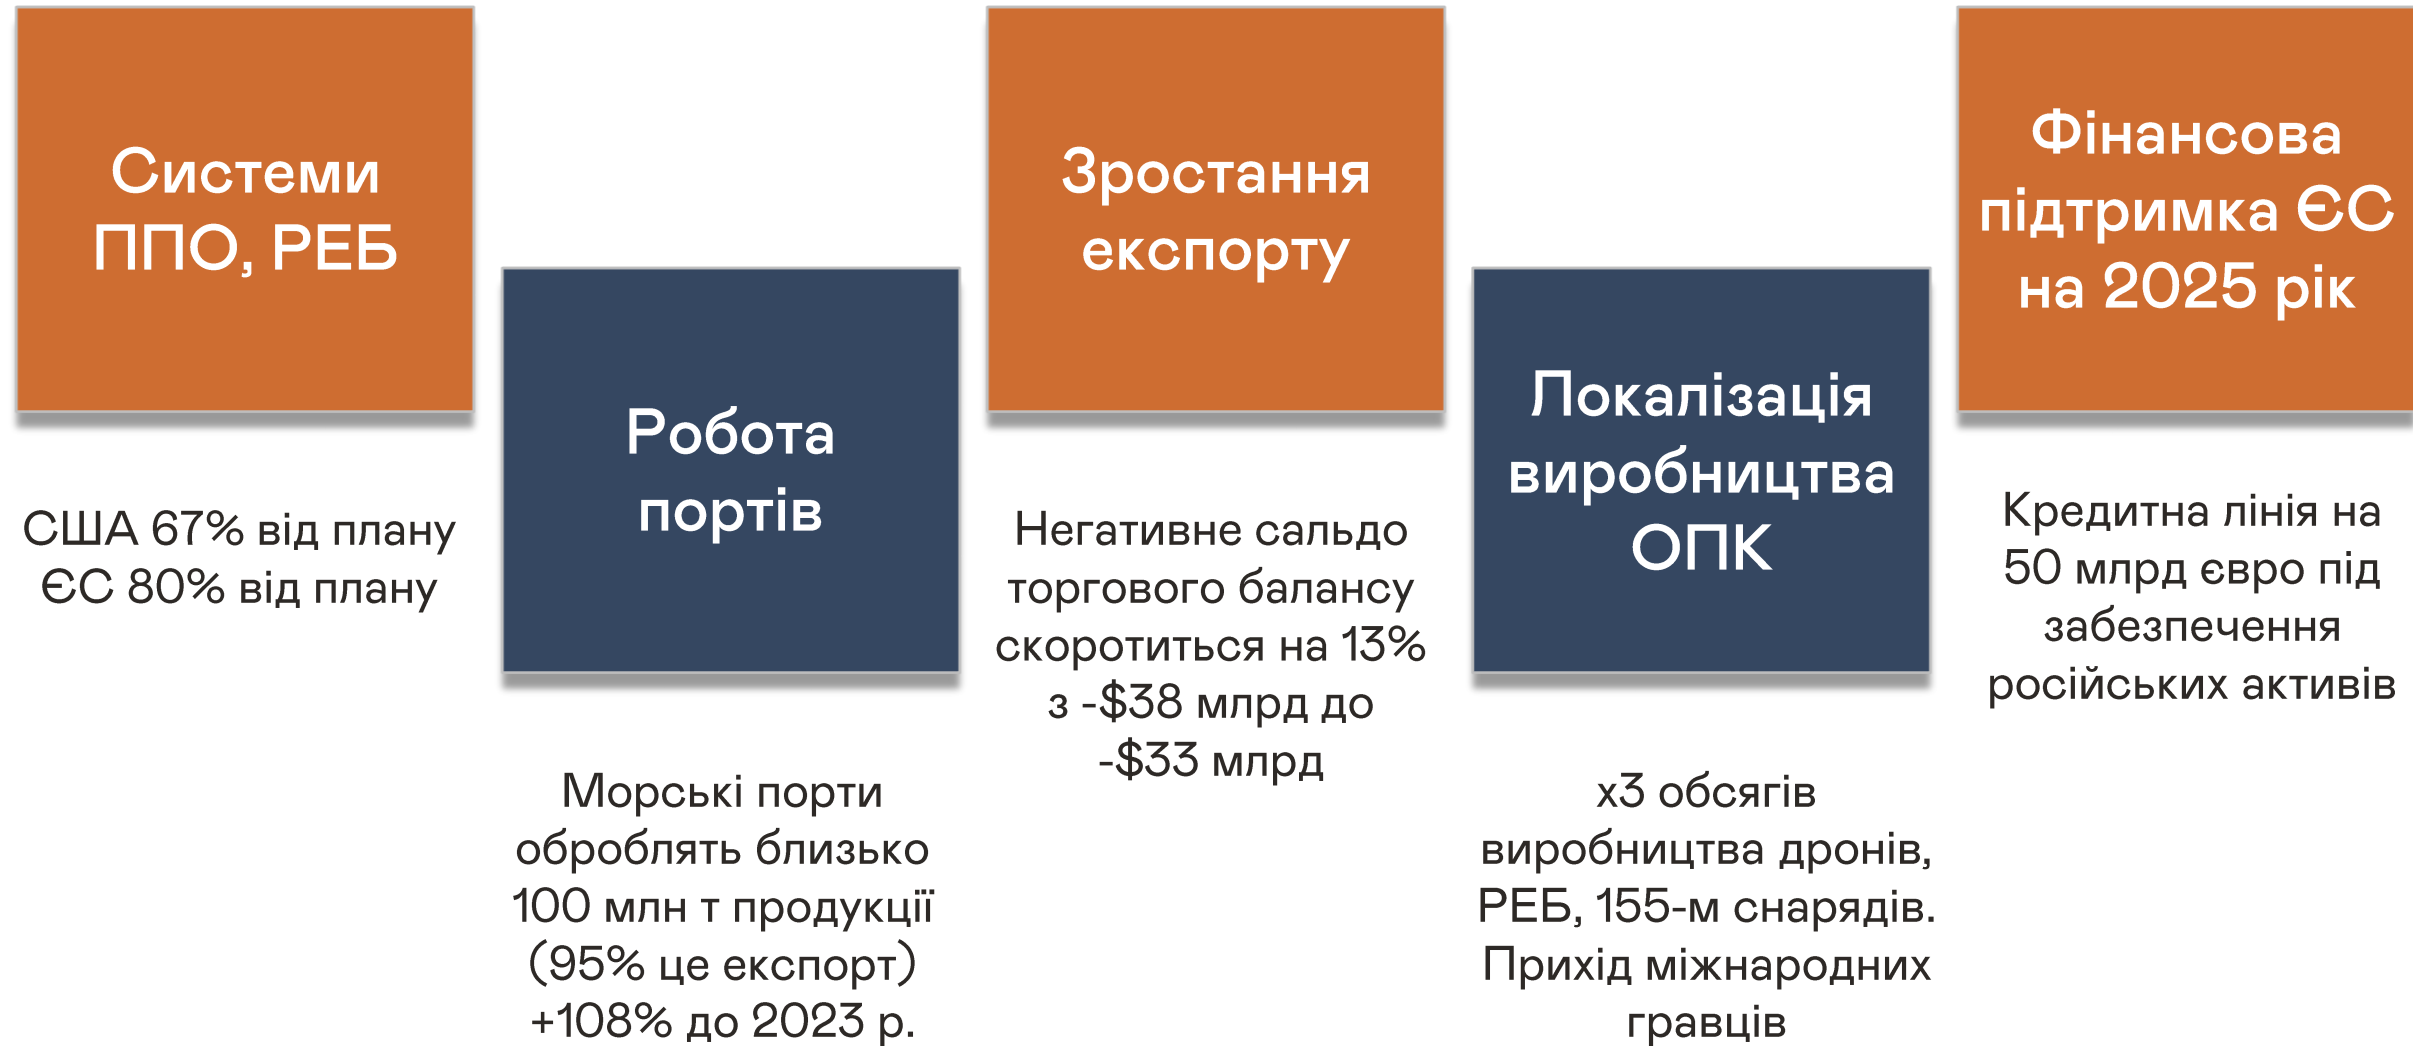 Системи
ППО, РЕБ
США 67% від плану
ЄС 80% від плану
Робота
портів
Морські порти
оброблять близько
100 млн т продукції
(95% це експорт)
+108% до 2023 р.
Зростання
експорту
Негативне сальдо
торгового балансу
скоротиться на 13%
з -$38 млрд до
-$33 млрд
Локалізація
виробництва
ОПК
х3 обсягів
виробництва дронів,
РЕБ, 155-м снарядів.
Прихід міжнародних
гравців
Фінансова
підтримка ЄС
на 2025 рік
Кредитна лінія на
50 млрд євро під
забезпечення
російських активів